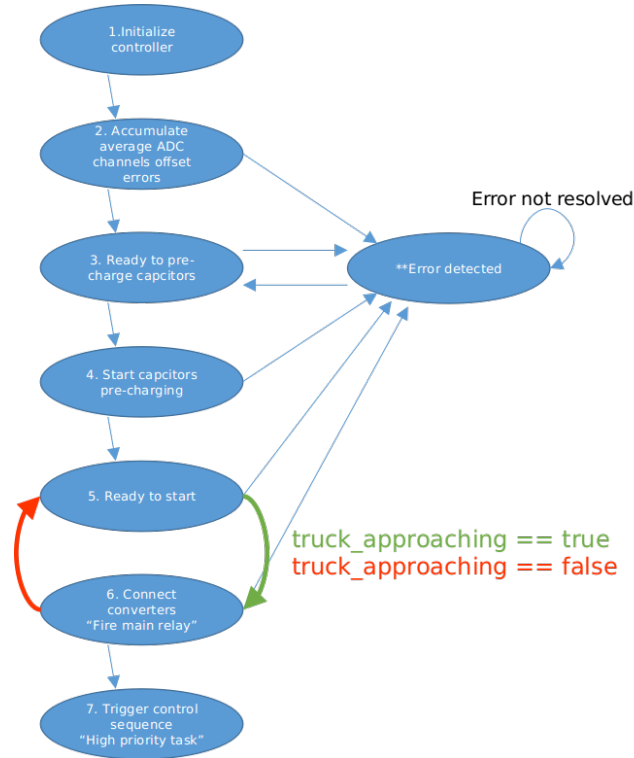 1.Initialize
controller
2. Accumulate
average ADC
channels offset
errors
Error not resolved
3. Ready to pre-
charge capcitors
**Error detected
4. Start capcitors
pre-charging
5. Ready to start
truck_approaching == true
truck_approaching == false
6. Connect
converters
“Fire main relay”
7. Trigger control
sequence
“High priority task”